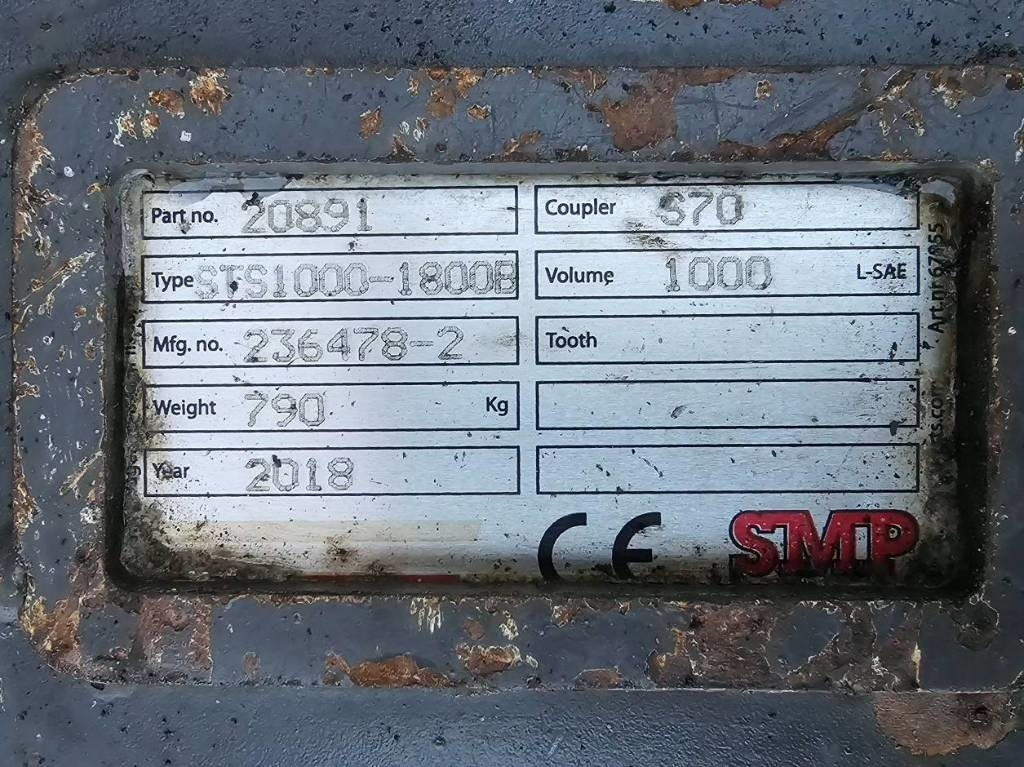 Part no. 20891
Coupler S70
Type STS1000-1800B
Volume 1000 L-SAE
Mfg. no. 236478-2
Tooth
Weight 790 Kg
Year 2018
CE
SMP